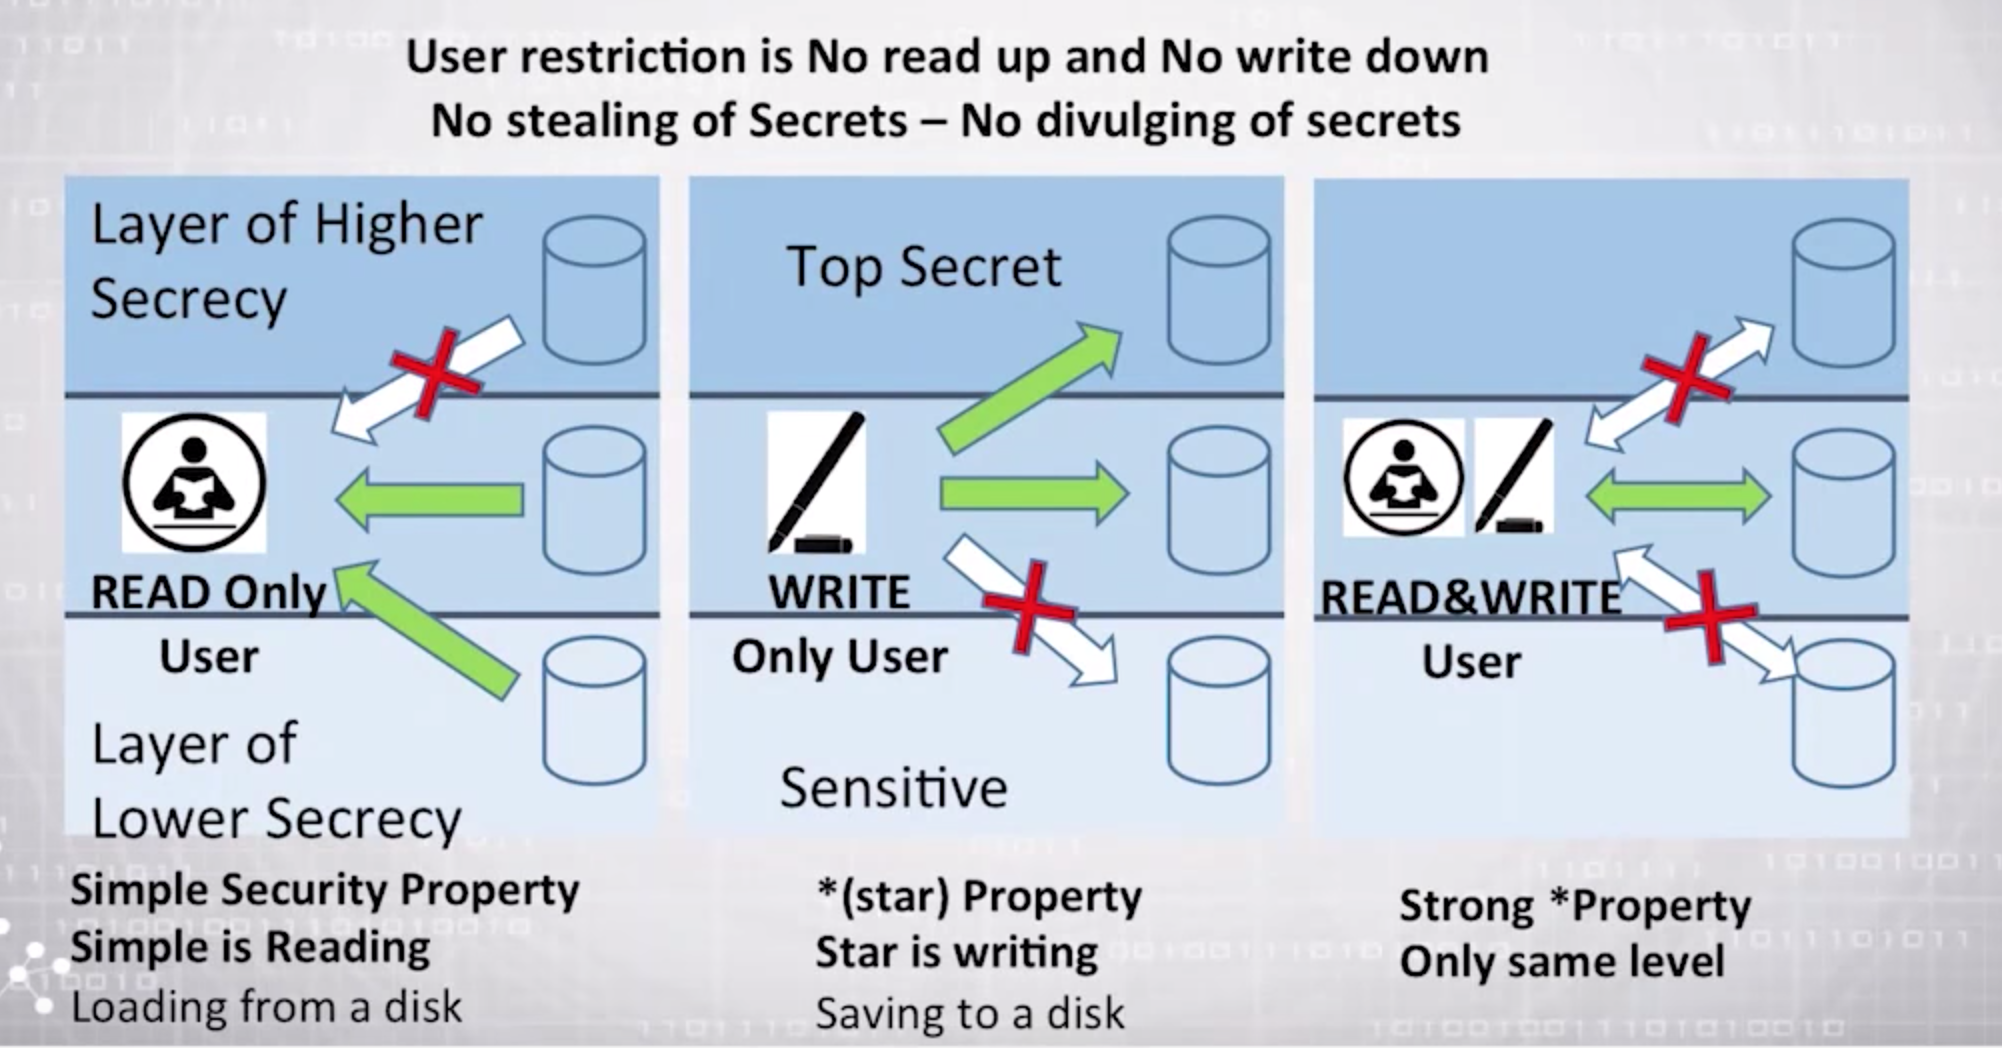 User restriction is No read up and No write down
No stealing of Secrets – No divulging of secrets
Layer of Higher
Secrecy
READ Only
User
Layer of
Lower Secrecy
Top Secret
WRITE
Only User
Sensitive
READ&WRITE
User
Simple Security Property
Simple is Reading
Loading from a disk
*(star) Property
Star is writing
Saving to a disk
Strong *Property
Only same level